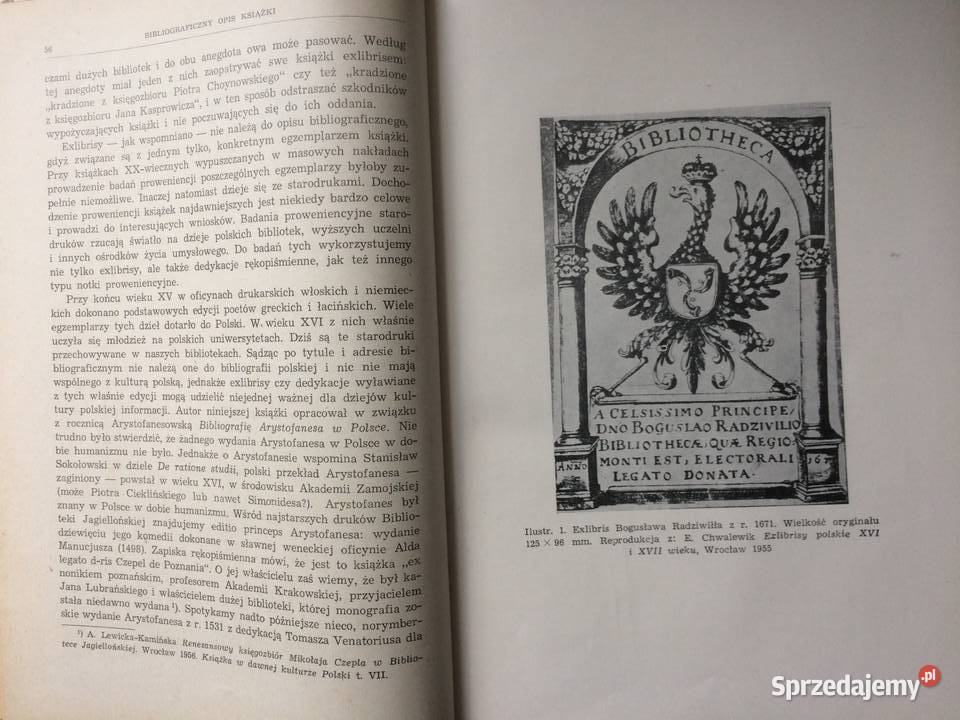 56
BIBLIOGRAFICZNY OPIS KSIĄŻKI
czami dużych bibliotek i do obu anegdota owa może pasować. Według
tej anegdoty miał jeden z nich zaopatrywać swe książki exlibrisem:
„kradzione z księgozbioru Piotra Choynowskiego" czy też „kradzione
z księgozbioru Jana Kasprowicza", i w ten sposób odstraszać szkodników
wypożyczających książki i nie poczuwających się do ich oddania.
Exlibrisy — jak wspomniano — nie należą do opisu bibliograficznego,
gdyż związane są z jednym tylko, konkretnym egzemplarzem książki.
Przy książkach XX-wiecznych wypuszczanych w masowych nakładach
prowadzenie badań proweniencji poszczególnych egzemplarzy byłoby zu-
pełnie niemożliwe. Inaczej natomiast dzieje się ze starodrukami. Docho-
dzenie proweniencji książek najdawniejszych jest niekiedy bardzo celowe
i prowadzi do interesujących wniosków. Badania proweniencyjne staro-
druków rzucają światło na dzieje polskich bibliotek, wyższych uczelni
i innych ośrodków życia umysłowego. Do badań tych wykorzystujemy
nie tylko exlibrisy, ale także dedykacje rękopiśmienne, jak też innego
typu notki proweniencyjne.
Przy końcu wieku XV w oficynach drukarskich włoskich i niemiec-
kich dokonano podstawowych edycji poetów greckich i łacińskich. Wiele
egzemplarzy tych dzieł dotarło do Polski. W wieku XVI z nich właśnie
uczyła się młodzież na polskich uniwersytetach. Dziś są te starodruki
przechowywane w naszych bibliotekach. Sądząc po tytule i adresie bi-
bliograficznym nie należą one do bibliografii polskiej i nic nie mają
wspólnego z kulturą polską, jednakże exlibrisy czy dedykacje wyławiane
z tych właśnie edycji mogą udzielić niejednej ważnej dla dziejów kul-
tury polskiej informacji. Autor niniejszej książki opracował w związku
z rocznicą Arystofanesowską Bibliografię Arystofanesa w Polsce. Nie
trudno było stwierdzić, że żadnego wydania Arystofanesa w Polsce w do-
bie humanizmu nie było. Jednakże o Arystofanesie wspomina Stanisław
Sokołowski w dziele De ratione studii, polski przekład Arystofanesa —
zaginiony — powstał w wieku XVI, w środowisku Akademii Zamojskiej
(może Piotra Cieklińskiego lub nawet Simonidesa?). Arystofanes był
znany w Polsce w dobie humanizmu. Wśród najstarszych druków Biblio-
teki Jagiellońskiej znajdujemy editio princeps Arystofanesa: wydanie
dziewięciu jego komedii dokonane w sławnej weneckiej oficynie Alda
Manucjusza (1498). Zapiska rękopiśmienna mówi, że jest to książka „ex
legato d-ris Czepel de Poznania". O jej właścicielu zaś wiemy, że był ka-
nonikiem poznańskim, profesorem Akademii Krakowskiej, przyjacielem
Jana Lubrańskiego i właścicielem dużej biblioteki, której monografia zo-
stała niedawno wydana ¹). Spotykamy nadto późniejsze nieco, norymber-
skie wydanie Arystofanesa z r. 1531 z dedykacją Tomasza Venatoriusa dla
¹) A. Lewicka-Kamińska Renesansowy księgozbiór Mikołaja Czepla w Biblio-
tece Jagiellońskiej. Wrocław 1956. Książka w dawnej kulturze Polski t. VII.
BIBLIOTHECA
A CELSISSIMO PRINCIPE,
DNO BOGUSLAO RADZIVILIO
BIBLIOTHECÆ, QUÆ REGIO-
MONTI EST, ELECTORALI
LEGATO DONATA.
ANNO
167
Ilustr. 1. Exlibris Bogusława Radziwiłła z r. 1671. Wielkość oryginału
125 × 96 mm. Reprodukcja z: E. Chwalewik Exlibrisy polskie XVI
i XVII wieku, Wrocław 1955
Sprzedajemy.pl